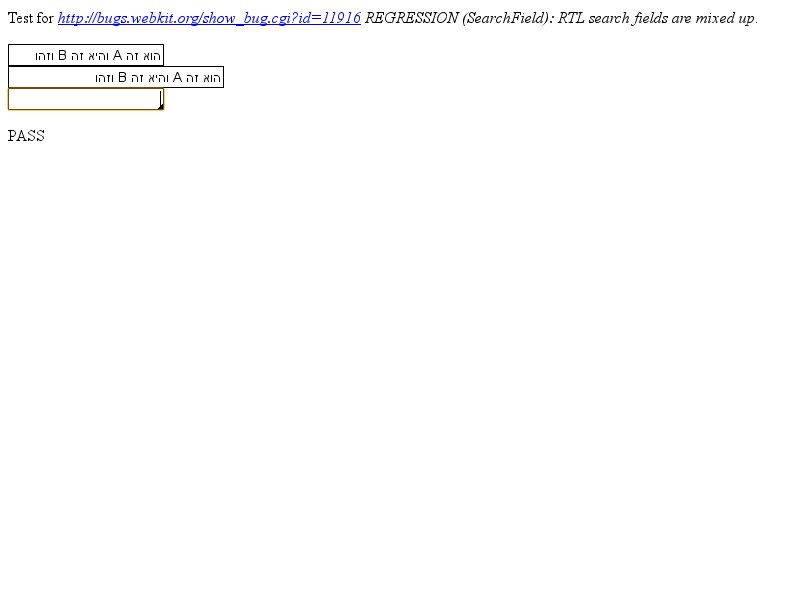 Test for http://bugs.webkit.org/show_bug.cgi?id=11916 REGRESSION (SearchField): RTL search fields are mixed up.
הוא זה A והיא זה B וזהו
הוא זה A והיא זה B וזהו
PASS